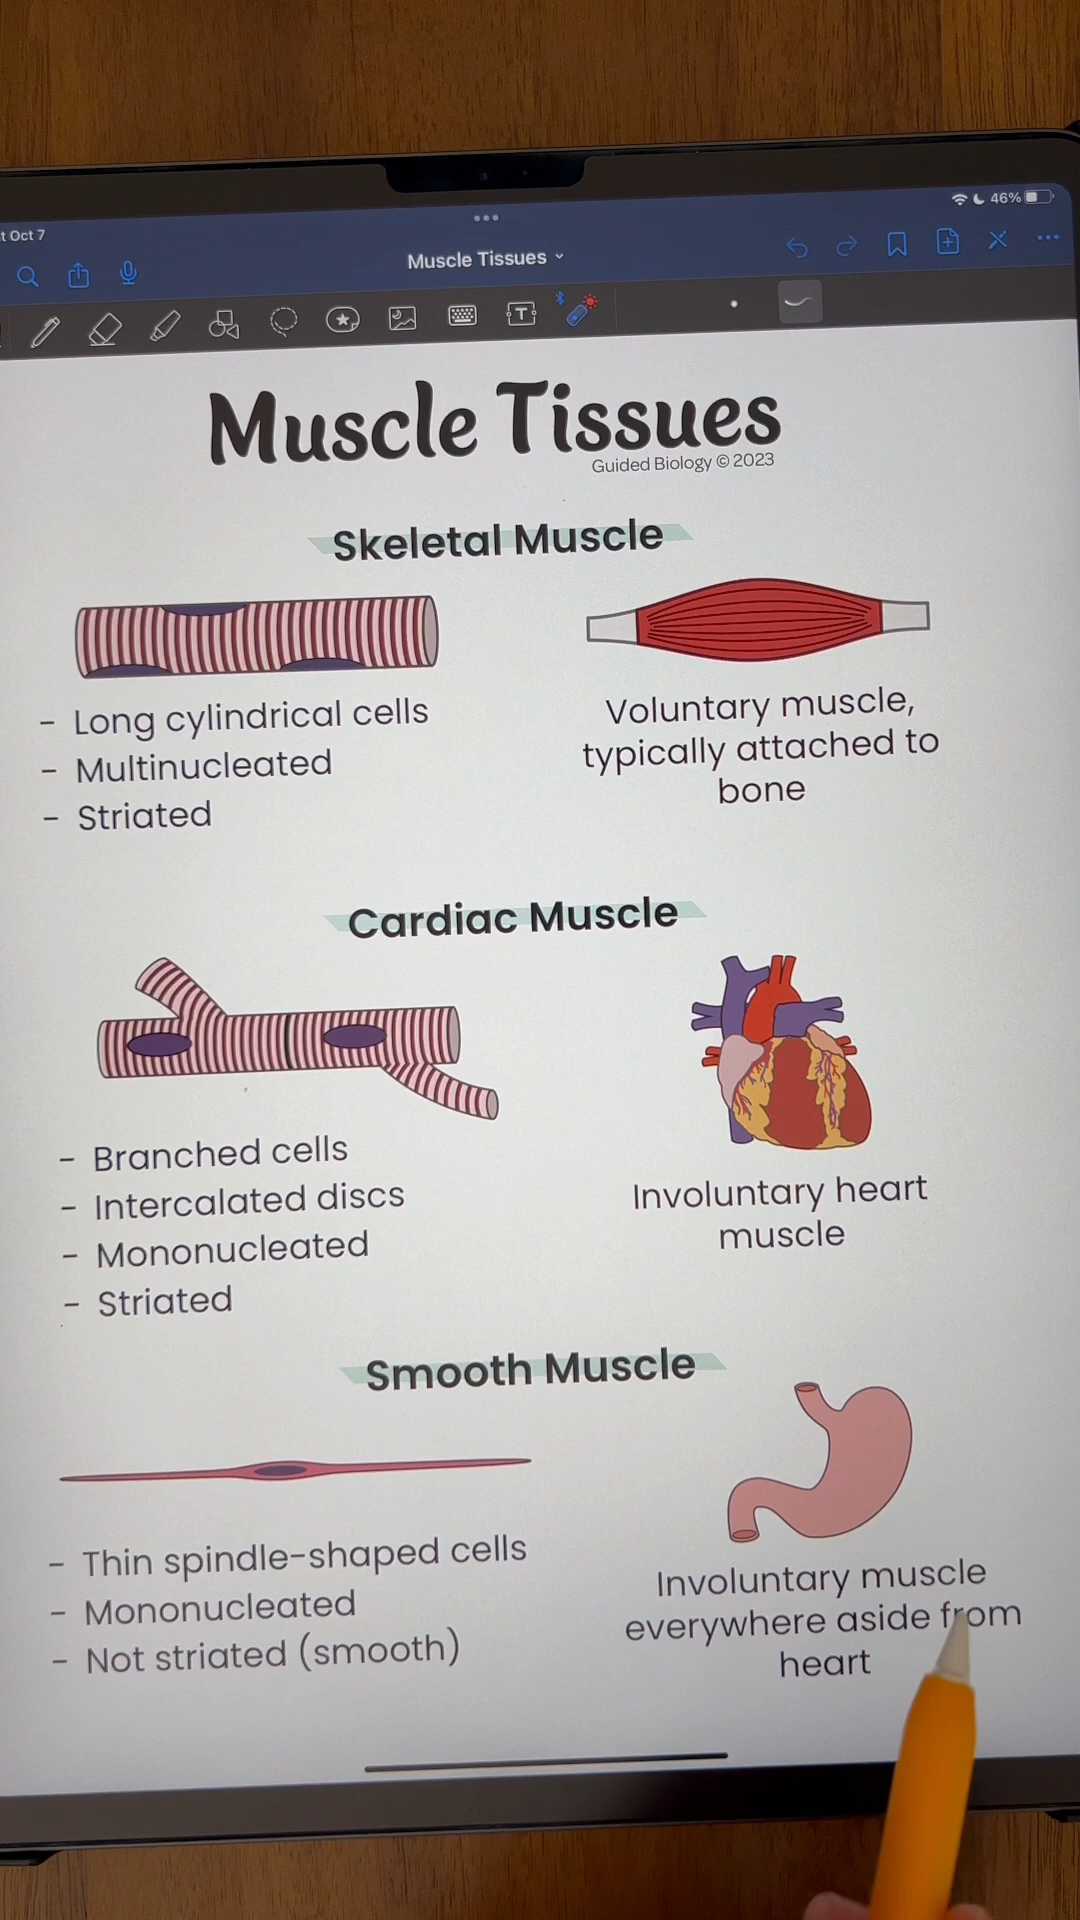 t Oct 7
46%
Muscle Tissues
T
Muscle Tissues
Guided Biology © 2023
Skeletal Muscle
- Long cylindrical cells
- Multinucleated
- Striated
Voluntary muscle,
typically attached to
bone
Cardiac Muscle
- Branched cells
- Intercalated discs
- Mononucleated
- Striated
Involuntary heart
muscle
Smooth Muscle
- Thin spindle-shaped cells
- Mononucleated
- Not striated (smooth)
Involuntary muscle
everywhere aside from
heart